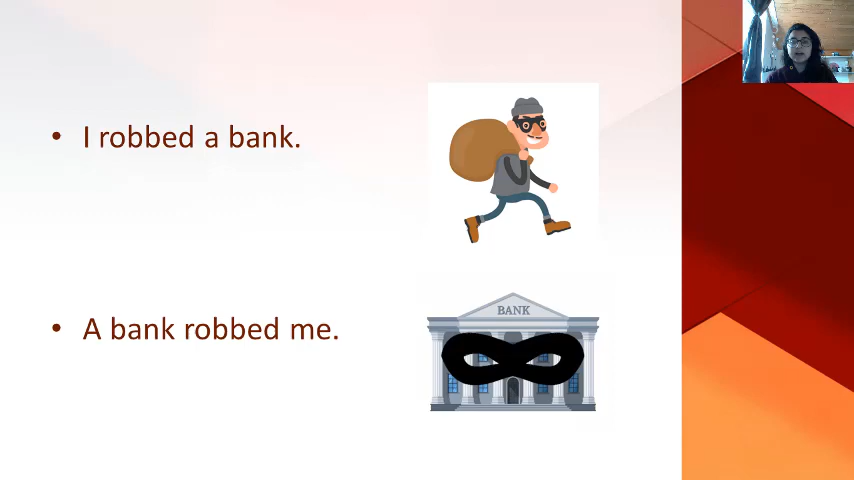 • I robbed a bank.
• A bank robbed me.
BANK